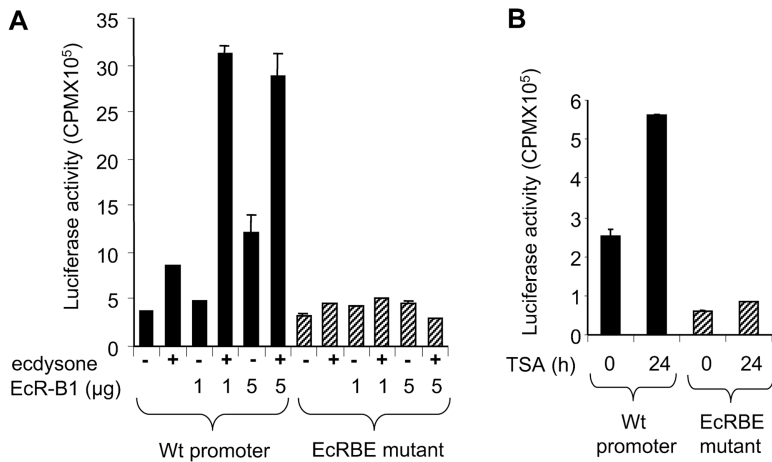 A
Luciferase activity (CPMX10⁵)
35
30
25
20
15
10
5
0
ecdysone - + - + - + - + - + - +
EcR-B1 (µg) 1 1 5 5 1 1 5 5
Wt promoter EcRBE mutant
B
Luciferase activity (CPMX10⁵)
6
5
4
3
2
1
0
TSA (h) 0 24 0 24
Wt promoter
EcRBE mutant